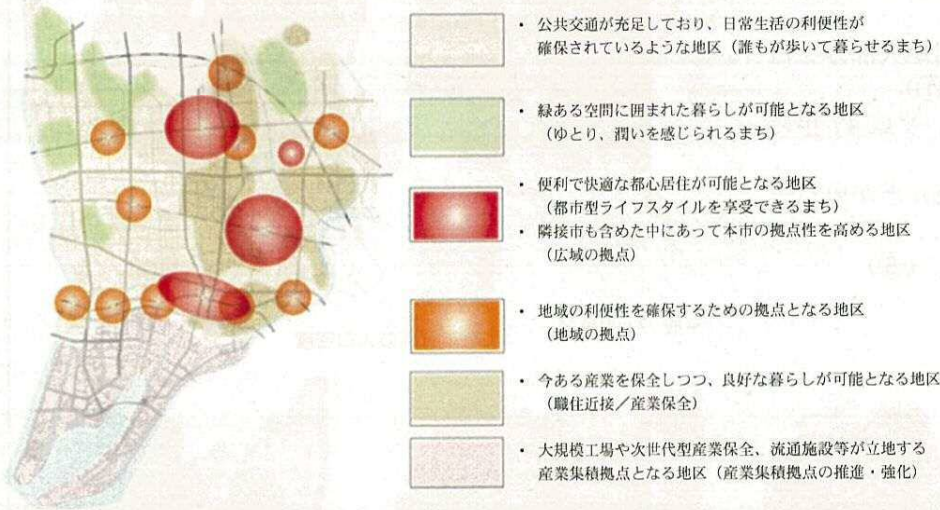 ・ 公共交通が充足しており、日常生活の利便性が
確保されているような地区（誰もが歩いて暮らせるまち）
・ 緑ある空間に囲まれた暮らしが可能となる地区
（ゆとり、潤いを感じられるまち）
・ 便利で快適な都心居住が可能となる地区
（都市型ライフスタイルを享受できるまち）
・ 隣接市も含めた中にあって本市の拠点性を高める地区
（広域の拠点）
・ 地域の利便性を確保するための拠点となる地区
（地域の拠点）
・ 今ある産業を保全しつつ、良好な暮らしが可能となる地区
（職住近接／産業保全）
・ 大規模工場や次世代型産業保全、流通施設等が立地する
産業集積拠点となる地区（産業集積拠点の推進・強化）